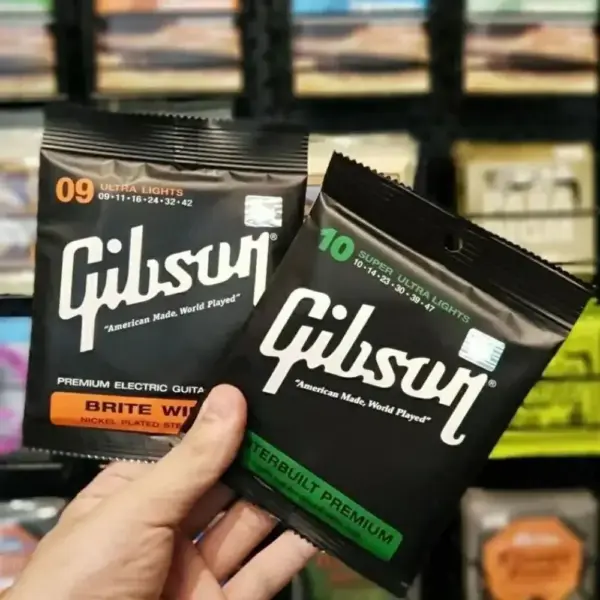 09 ULTRA LIGHTS
09•11•16•24•32•42
Gibson®
"American Made, World Played"
PREMIUM ELECTRIC GUITA
BRITE WI
NICKEL PLATED STE
10 SUPER ULTRA LIGHTS
10•14•23•30•39•47
Gibson®
"American Made, World Played"
TERBUILT PREMIUM